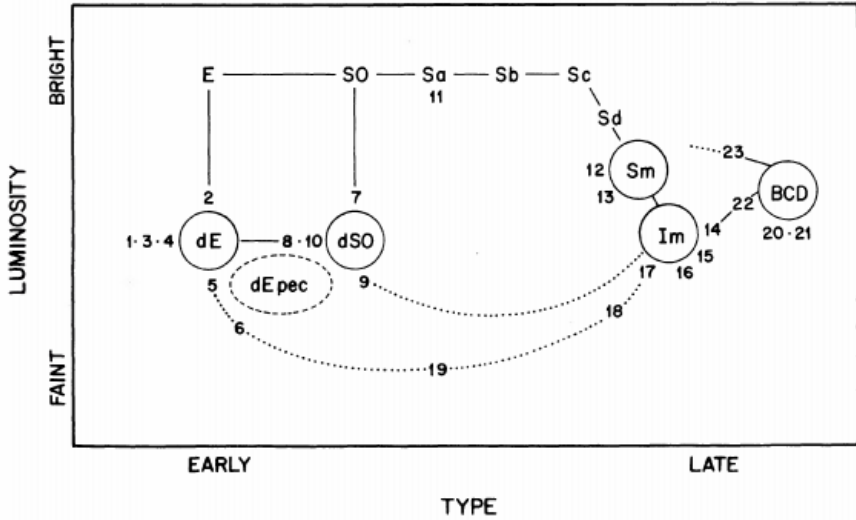 BRIGHT
LUMINOSITY
FAINT
E SO Sa Sb Sc
11
Sd
12 Sm 23
13 BCD
2 7 22
1·3·4 dE 8·10 dSO Im 14 20·21
15
5 dEpec 9 17 16
6 18
19
EARLY LATE
TYPE